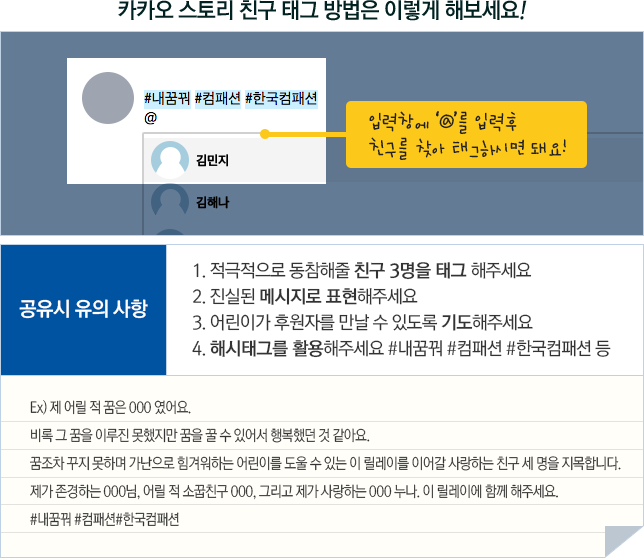 카카오 스토리 친구 태그 방법은 이렇게 해보세요!
#내꿈꿔 #컴패션 #한국컴패션
@
입력창에 '@'를 입력후
친구를 찾아 태그하시면 돼요!
김민지
김해나
공유시 유의 사항
1. 적극적으로 동참해줄 친구 3명을 태그 해주세요
2. 진실된 메시지로 표현해주세요
3. 어린이가 후원자를 만날 수 있도록 기도해주세요
4. 해시태그를 활용해주세요 #내꿈꿔 #컴패션 #한국컴패션 등
Ex) 제 어릴 적 꿈은 000 였어요.
비록 그 꿈을 이루진 못했지만 꿈을 꿀 수 있어서 행복했던 것 같아요.
꿈조차 꾸지 못하며 가난으로 힘겨워하는 어린이를 도울 수 있는 이 릴레이를 이어갈 사랑하는 친구 세 명을 지목합니다.
제가 존경하는 000님, 어릴 적 소꿉친구 000, 그리고 제가 사랑하는 000 누나. 이 릴레이에 함께 해주세요.
#내꿈꿔 #컴패션#한국컴패션